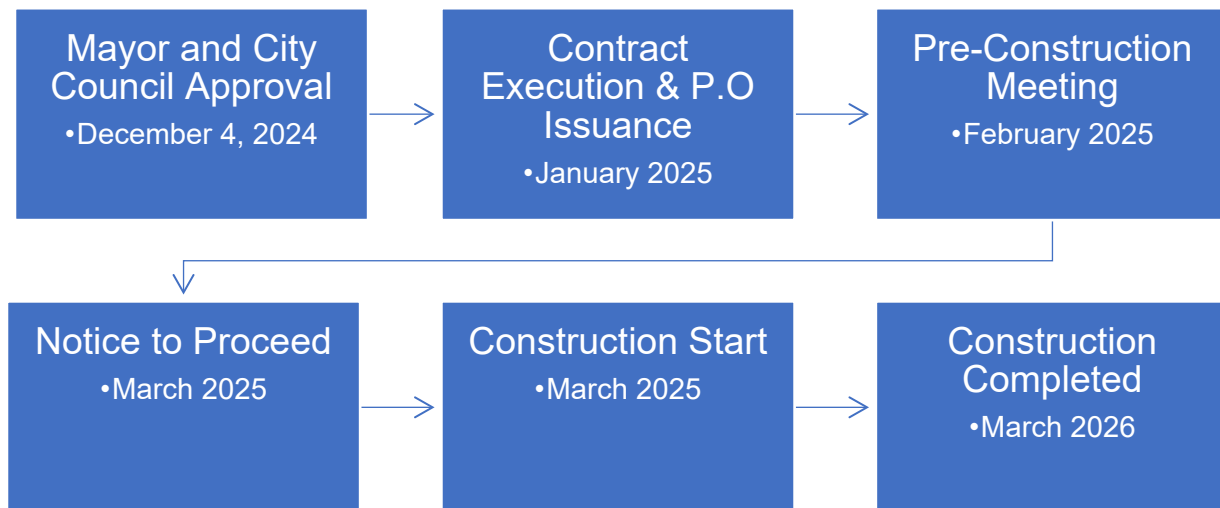 Mayor and City
Council Approval
•December 4, 2024
Contract
Execution & P.O
Issuance
•January 2025
Pre-Construction
Meeting
•February 2025
Notice to Proceed
•March 2025
Construction Start
•March 2025
Construction
Completed
•March 2026